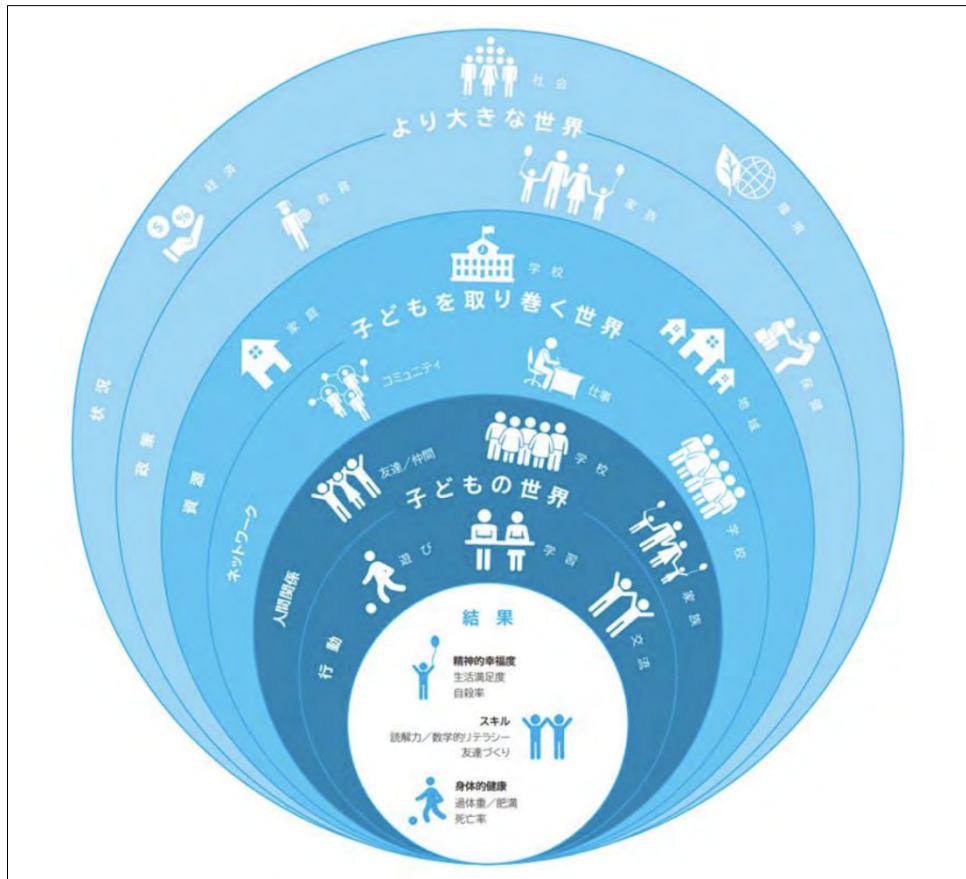 社会
より大きな世界
経済
教育
家族
環境
保健
状況
政策
学校
子どもを取り巻く世界
家庭
地域
コミュニティ
仕事
学校
資源
ネットワーク
友達/仲間
学校
子どもの世界
家族
遊び
学習
交流
人間関係
行動
結果
精神的幸福度
生活満足度
自殺率
スキル
読解力/数学的リテラシー
友達づくり
身体的健康
過体重/肥満
死亡率